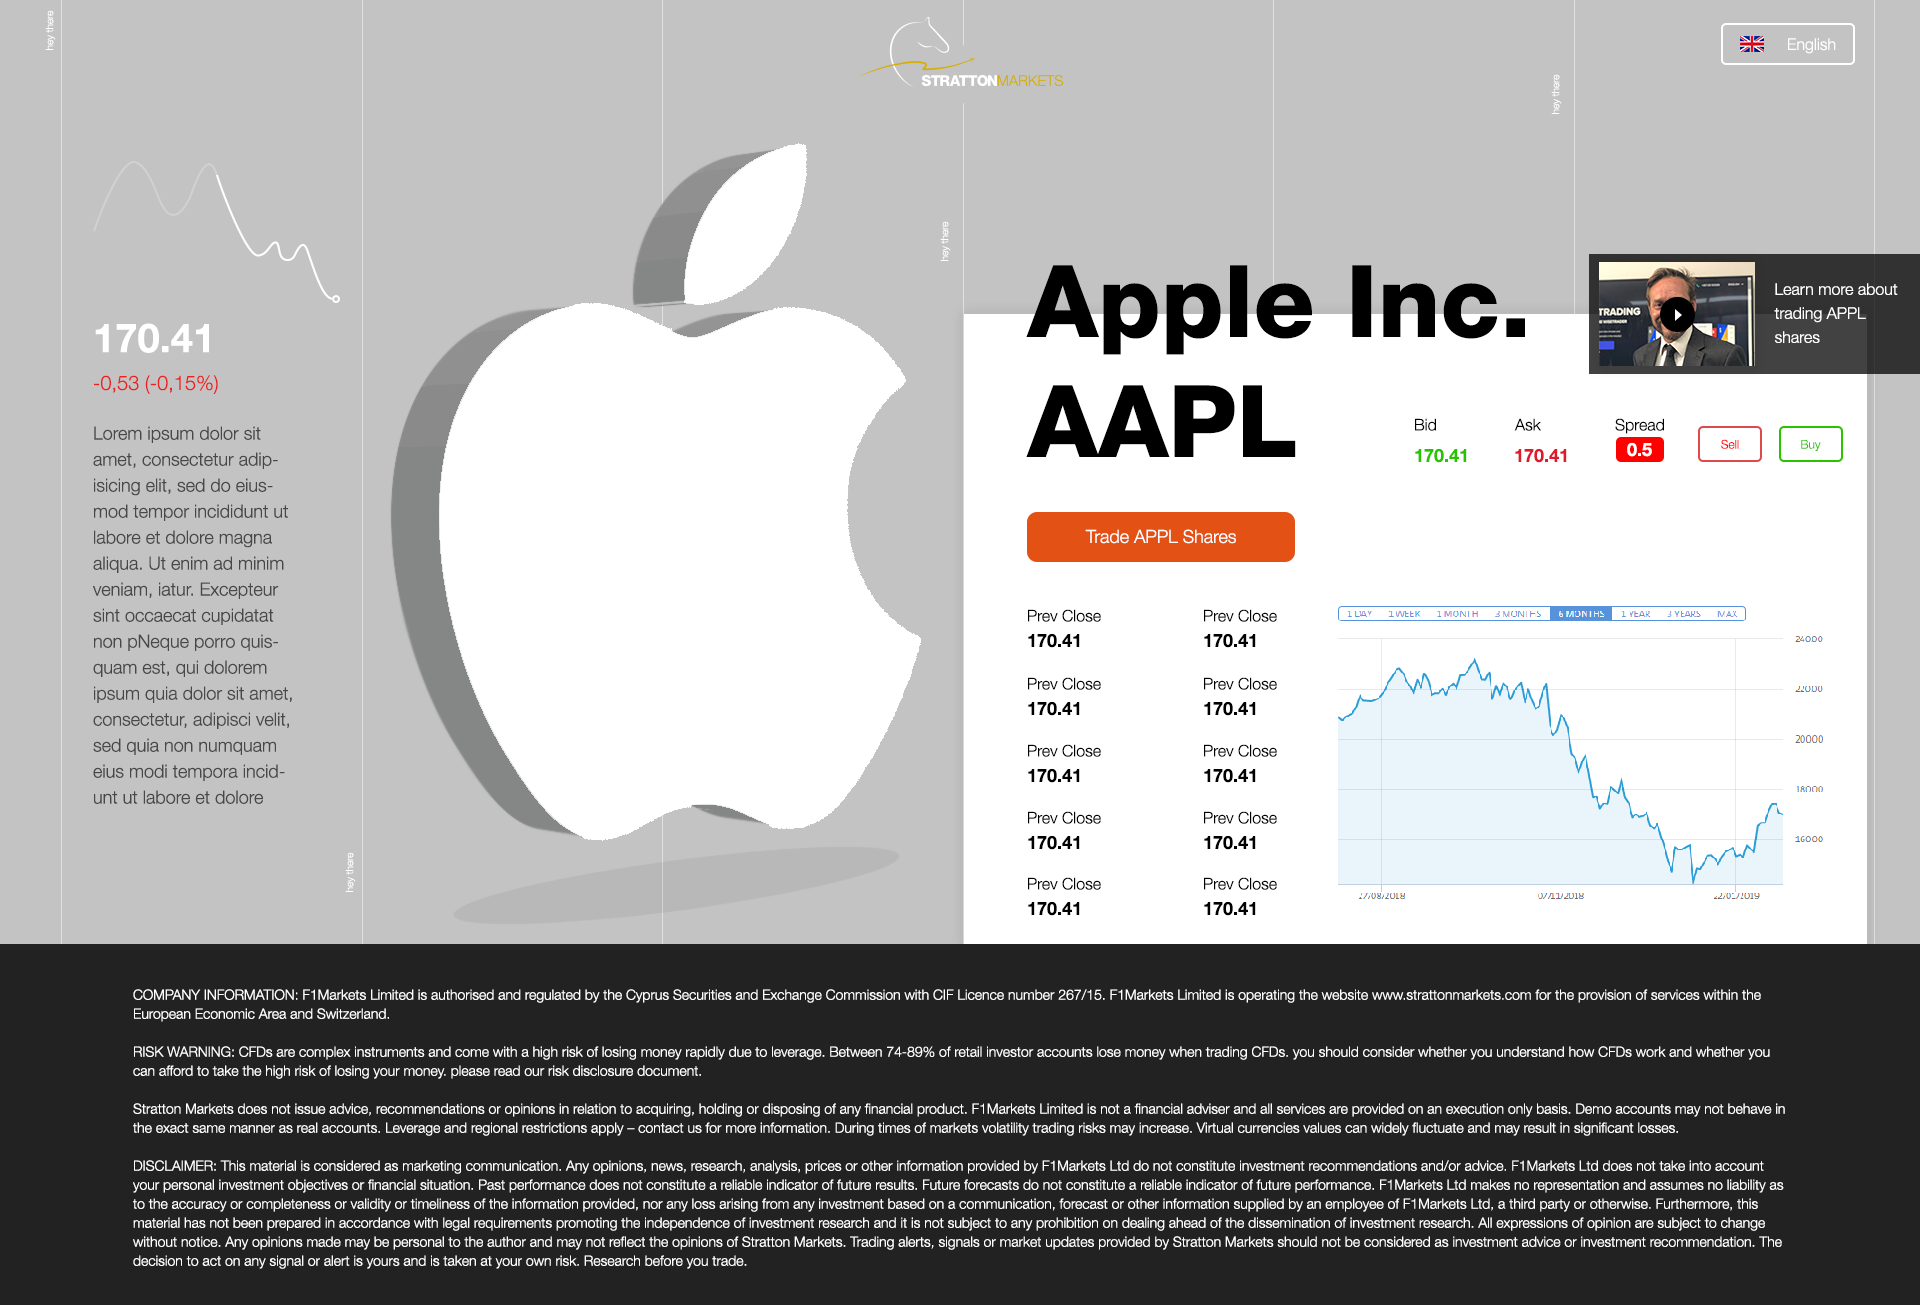 hey there
STRATTONMARKETS
English
hey there
hey there
170.41
-0,53 (-0,15%)
Lorem ipsum dolor sit
amet, consectetur adip-
isicing elit, sed do eius-
mod tempor incididunt ut
labore et dolore magna
aliqua. Ut enim ad minim
veniam, iatur. Excepteur
sint occaecat cupidatat
non pNeque porro quis-
quam est, qui dolorem
ipsum quia dolor sit amet,
consectetur, adipisci velit,
sed quia non numquam
eius modi tempora incid-
unt ut labore et dolore
hey there
Apple Inc.
AAPL
TRADING
Learn more about
trading APPL
shares
Bid
170.41
Ask
170.41
Spread
0.5
Sell
Buy
Trade APPL Shares
Prev Close
170.41
Prev Close
170.41
Prev Close
170.41
Prev Close
170.41
Prev Close
170.41
Prev Close
170.41
Prev Close
170.41
Prev Close
170.41
Prev Close
170.41
Prev Close
170.41
1 DAY 1 WEEK 1 MONTH 3 MONTHS 6 MONTHS 1 YEAR 3 YEARS MAX
24000
22000
20000
18000
16000
27/08/2018 07/11/2018 22/01/2019
COMPANY INFORMATION: F1Markets Limited is authorised and regulated by the Cyprus Securities and Exchange Commission with CIF Licence number 267/15. F1Markets Limited is operating the website www.strattonmarkets.com for the provision of services within the
European Economic Area and Switzerland.
RISK WARNING: CFDs are complex instruments and come with a high risk of losing money rapidly due to leverage. Between 74-89% of retail investor accounts lose money when trading CFDs. you should consider whether you understand how CFDs work and whether you
can afford to take the high risk of losing your money. please read our risk disclosure document.
Stratton Markets does not issue advice, recommendations or opinions in relation to acquiring, holding or disposing of any financial product. F1Markets Limited is not a financial adviser and all services are provided on an execution only basis. Demo accounts may not behave in
the exact same manner as real accounts. Leverage and regional restrictions apply – contact us for more information. During times of markets volatility trading risks may increase. Virtual currencies values can widely fluctuate and may result in significant losses.
DISCLAIMER: This material is considered as marketing communication. Any opinions, news, research, analysis, prices or other information provided by F1Markets Ltd do not constitute investment recommendations and/or advice. F1Markets Ltd does not take into account
your personal investment objectives or financial situation. Past performance does not constitute a reliable indicator of future results. Future forecasts do not constitute a reliable indicator of future performance. F1Markets Ltd makes no representation and assumes no liability as
to the accuracy or completeness or validity or timeliness of the information provided, nor any loss arising from any investment based on a communication, forecast or other information supplied by an employee of F1Markets Ltd, a third party or otherwise. Furthermore, this
material has not been prepared in accordance with legal requirements promoting the independence of investment research and it is not subject to any prohibition on dealing ahead of the dissemination of investment research. All expressions of opinion are subject to change
without notice. Any opinions made may be personal to the author and may not reflect the opinions of Stratton Markets. Trading alerts, signals or market updates provided by Stratton Markets should not be considered as investment advice or investment recommendation. The
decision to act on any signal or alert is yours and is taken at your own risk. Research before you trade.